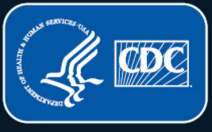 DEPARTMENT OF HEALTH & HUMAN SERVICES • USA
CDC